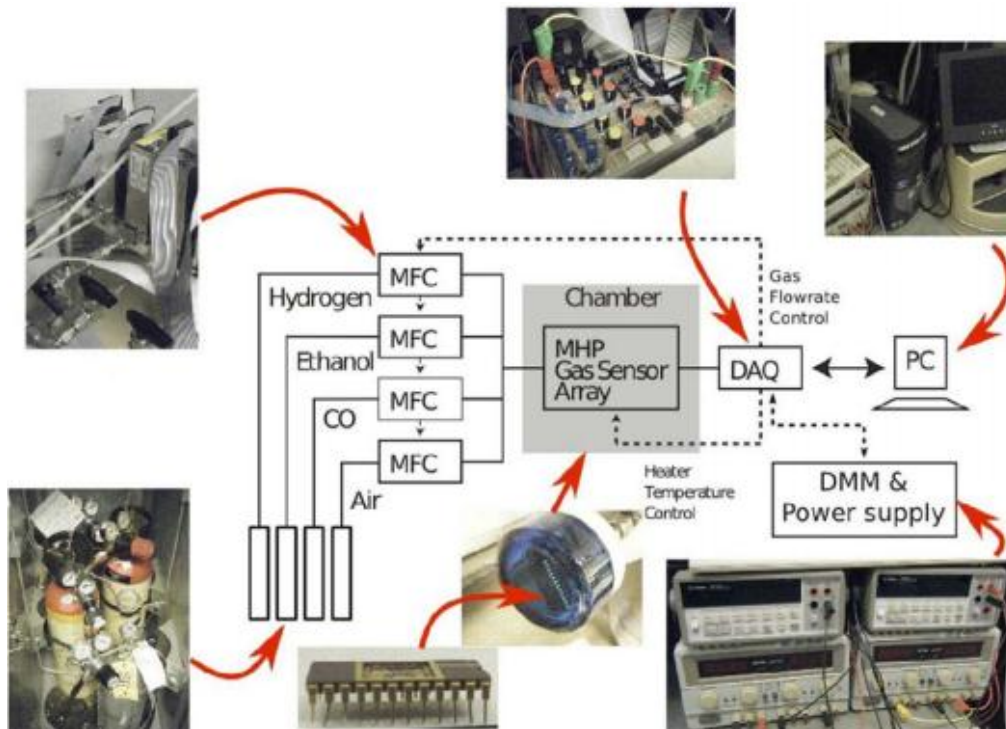 MFC
Hydrogen
MFC
Ethanol
MFC
CO
MFC
Air
Chamber
MHP
Gas Sensor
Array
Gas
Flowrate
Control
DAQ
PC
Heater
Temperature
Control
DMM &
Power supply